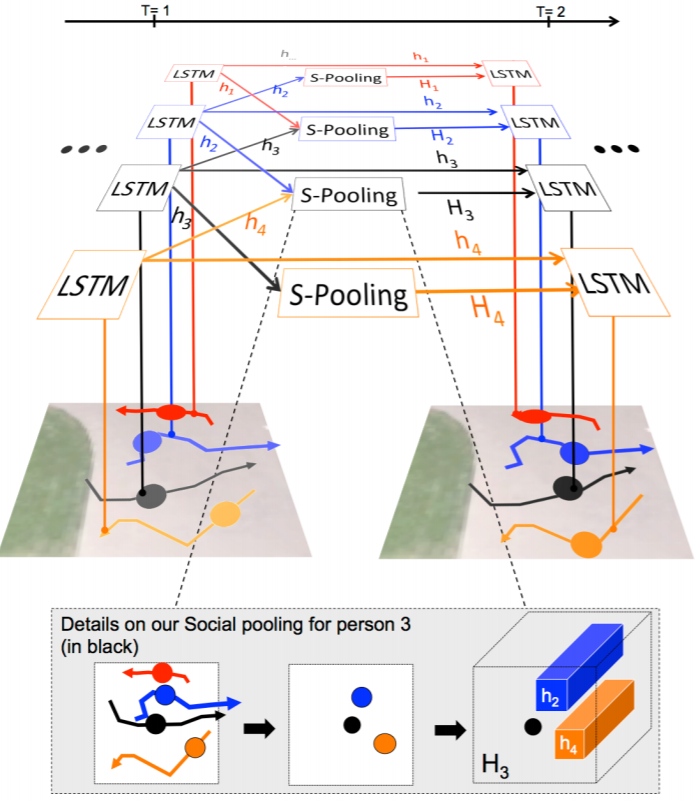 T= 1
T= 2
h_
h₁
LSTM
h₁
h₂
S-Pooling
H₁
LSTM
h₂
LSTM
h₂
h₃
S-Pooling
H₂
LSTM
h₃
LSTM
h₃
h₄
S-Pooling
H₃
LSTM
h₄
LSTM
S-Pooling
H₄
LSTM
Details on our Social pooling for person 3
(in black)
h₂
h₄
H₃